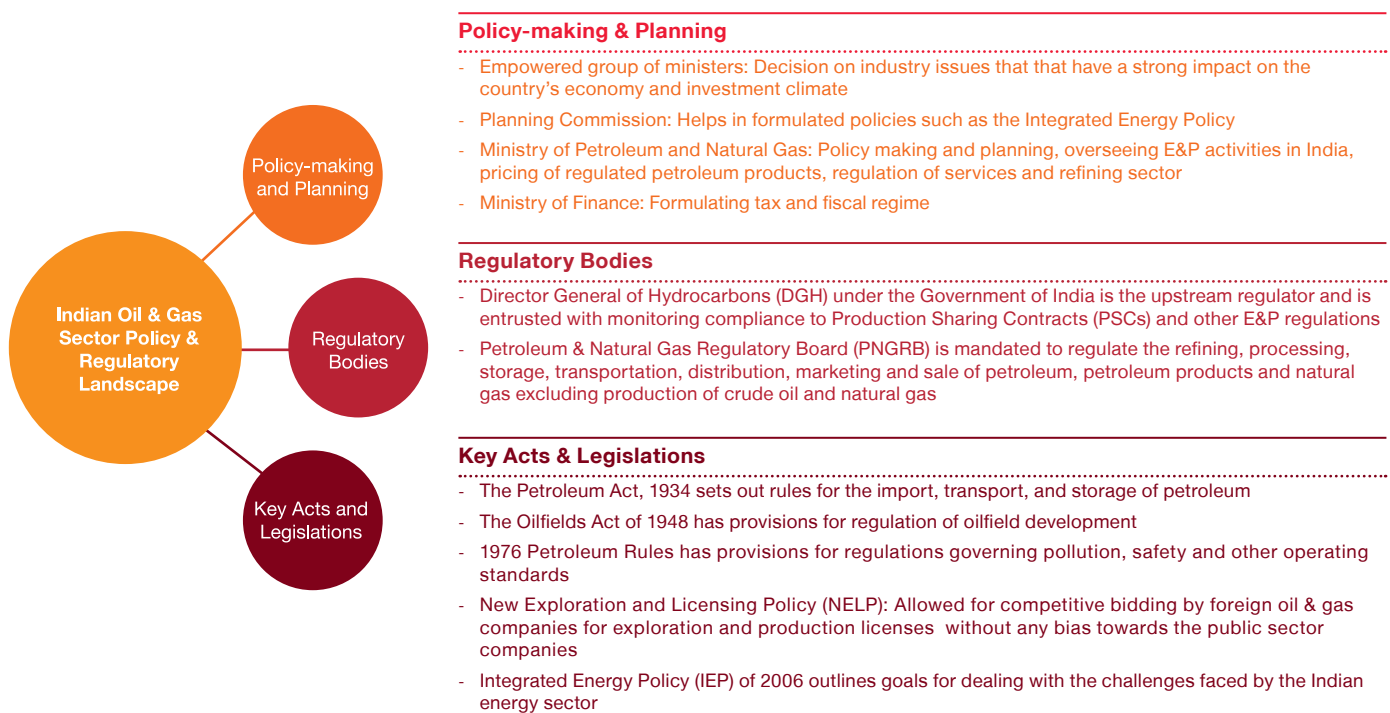 Indian Oil & Gas
Sector Policy &
Regulatory
Landscape
Policy-making
and Planning
Regulatory
Bodies
Key Acts and
Legislations
Policy-making & Planning
- Empowered group of ministers: Decision on industry issues that that have a strong impact on the
country's economy and investment climate
- Planning Commission: Helps in formulated policies such as the Integrated Energy Policy
- Ministry of Petroleum and Natural Gas: Policy making and planning, overseeing E&P activities in India,
pricing of regulated petroleum products, regulation of services and refining sector
- Ministry of Finance: Formulating tax and fiscal regime
Regulatory Bodies
- Director General of Hydrocarbons (DGH) under the Government of India is the upstream regulator and is
entrusted with monitoring compliance to Production Sharing Contracts (PSCs) and other E&P regulations
- Petroleum & Natural Gas Regulatory Board (PNGRB) is mandated to regulate the refining, processing,
storage, transportation, distribution, marketing and sale of petroleum, petroleum products and natural
gas excluding production of crude oil and natural gas
Key Acts & Legislations
- The Petroleum Act, 1934 sets out rules for the import, transport, and storage of petroleum
- The Oilfields Act of 1948 has provisions for regulation of oilfield development
- 1976 Petroleum Rules has provisions for regulations governing pollution, safety and other operating
standards
- New Exploration and Licensing Policy (NELP): Allowed for competitive bidding by foreign oil & gas
companies for exploration and production licenses without any bias towards the public sector
companies
- Integrated Energy Policy (IEP) of 2006 outlines goals for dealing with the challenges faced by the Indian
energy sector